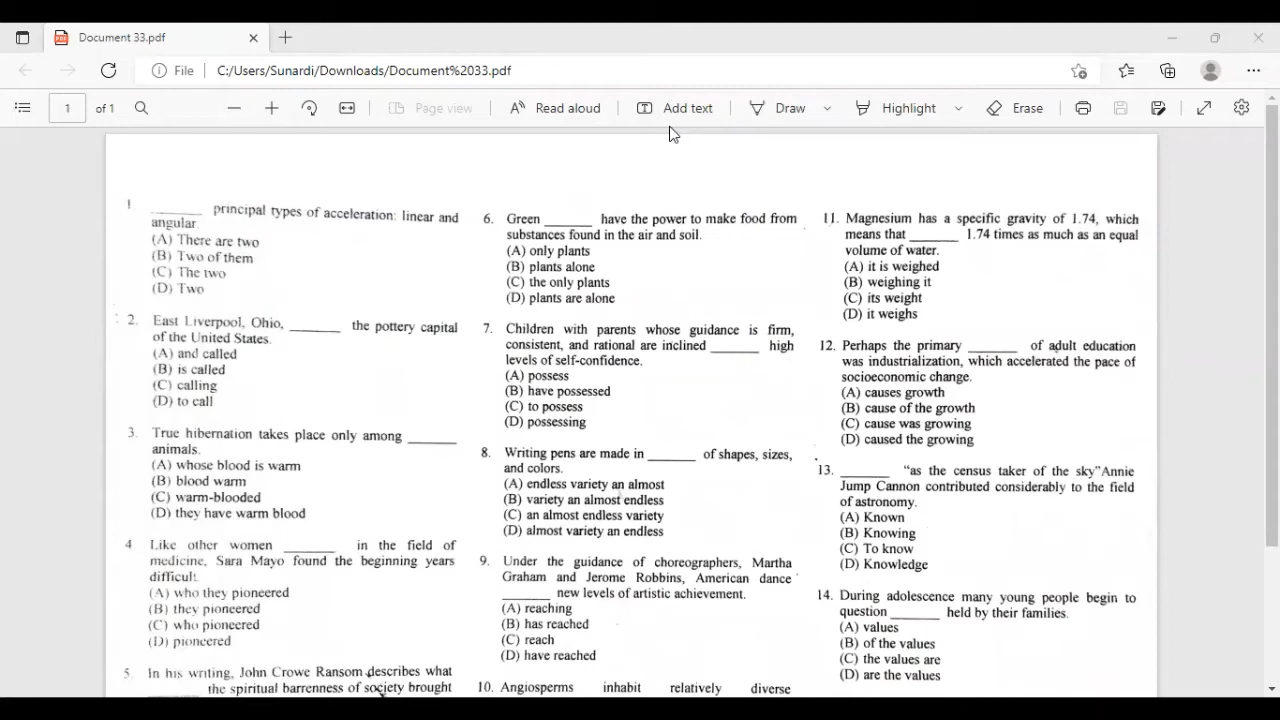 Document 33.pdf
File
C:/Users/Sunardi/Downloads/Document%2033.pdf
1 of 1
Page view
Read aloud
Add text
Draw
Highlight
Erase
1. ______ principal types of acceleration: linear and
angular.
(A) There are two
(B) Two of them
(C) The two
(D) Two
2. East Liverpool, Ohio, ______ the pottery capital
of the United States.
(A) and called
(B) is called
(C) calling
(D) to call
3. True hibernation takes place only among ______
animals.
(A) whose blood is warm
(B) blood warm
(C) warm-blooded
(D) they have warm blood
4 Like other women ______ in the field of
medicine, Sara Mayo found the beginning years
difficult.
(A) who they pioneered
(B) they pioneered
(C) who pioneered
(D) pioneered
5. In his writing, John Crowe Ransom describes what
______ the spiritual barrenness of society brought
6. Green ______ have the power to make food from
substances found in the air and soil.
(A) only plants
(B) plants alone
(C) the only plants
(D) plants are alone
7. Children with parents whose guidance is firm,
consistent, and rational are inclined ______ high
levels of self-confidence.
(A) possess
(B) have possessed
(C) to possess
(D) possessing
8. Writing pens are made in ______ of shapes, sizes,
and colors.
(A) endless variety an almost
(B) variety an almost endless
(C) an almost endless variety
(D) almost variety an endless
9. Under the guidance of choreographers, Martha
Graham and Jerome Robbins, American dance
______ new levels of artistic achievement.
(A) reaching
(B) has reached
(C) reach
(D) have reached
10. Angiosperms inhabit relatively diverse
11. Magnesium has a specific gravity of 1.74, which
means that ______ 1.74 times as much as an equal
volume of water.
(A) it is weighed
(B) weighing it
(C) its weight
(D) it weighs
12. Perhaps the primary ______ of adult education
was industrialization, which accelerated the pace of
socioeconomic change.
(A) causes growth
(B) cause of the growth
(C) cause was growing
(D) caused the growing
13. ______ "as the census taker of the sky"Annie
Jump Cannon contributed considerably to the field
of astronomy.
(A) Known
(B) Knowing
(C) To know
(D) Knowledge
14. During adolescence many young people begin to
question ______ held by their families.
(A) values
(B) of the values
(C) the values are
(D) are the values